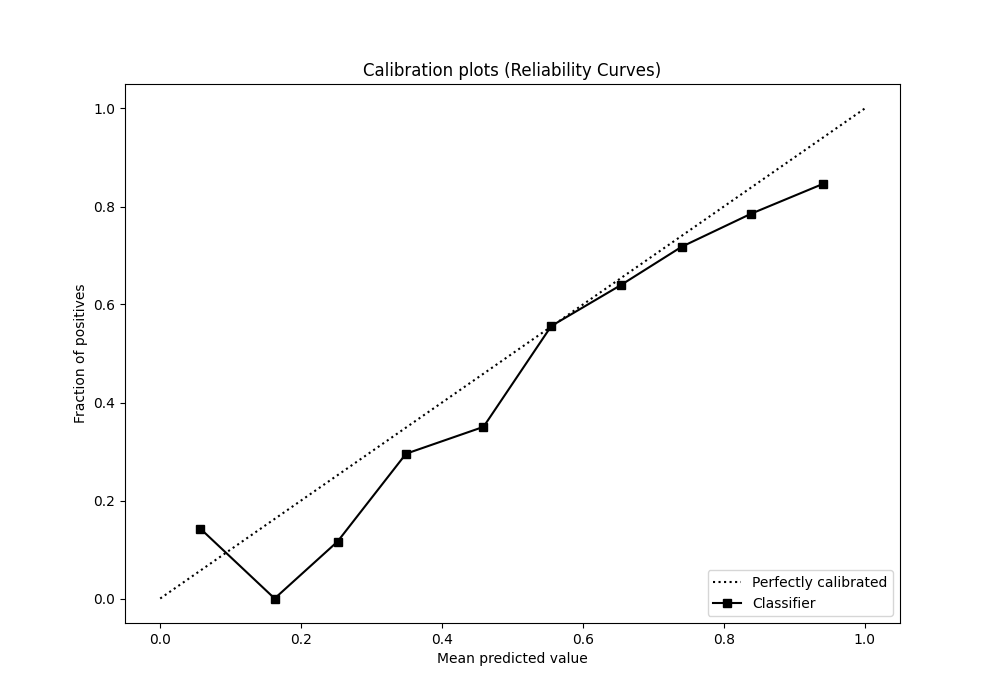 Calibration plots (Reliability Curves)
1.0
0.8
0.6
0.4
0.2
0.0
Fraction of positives
0.0 0.2 0.4 0.6 0.8 1.0
Mean predicted value
Perfectly calibrated
Classifier